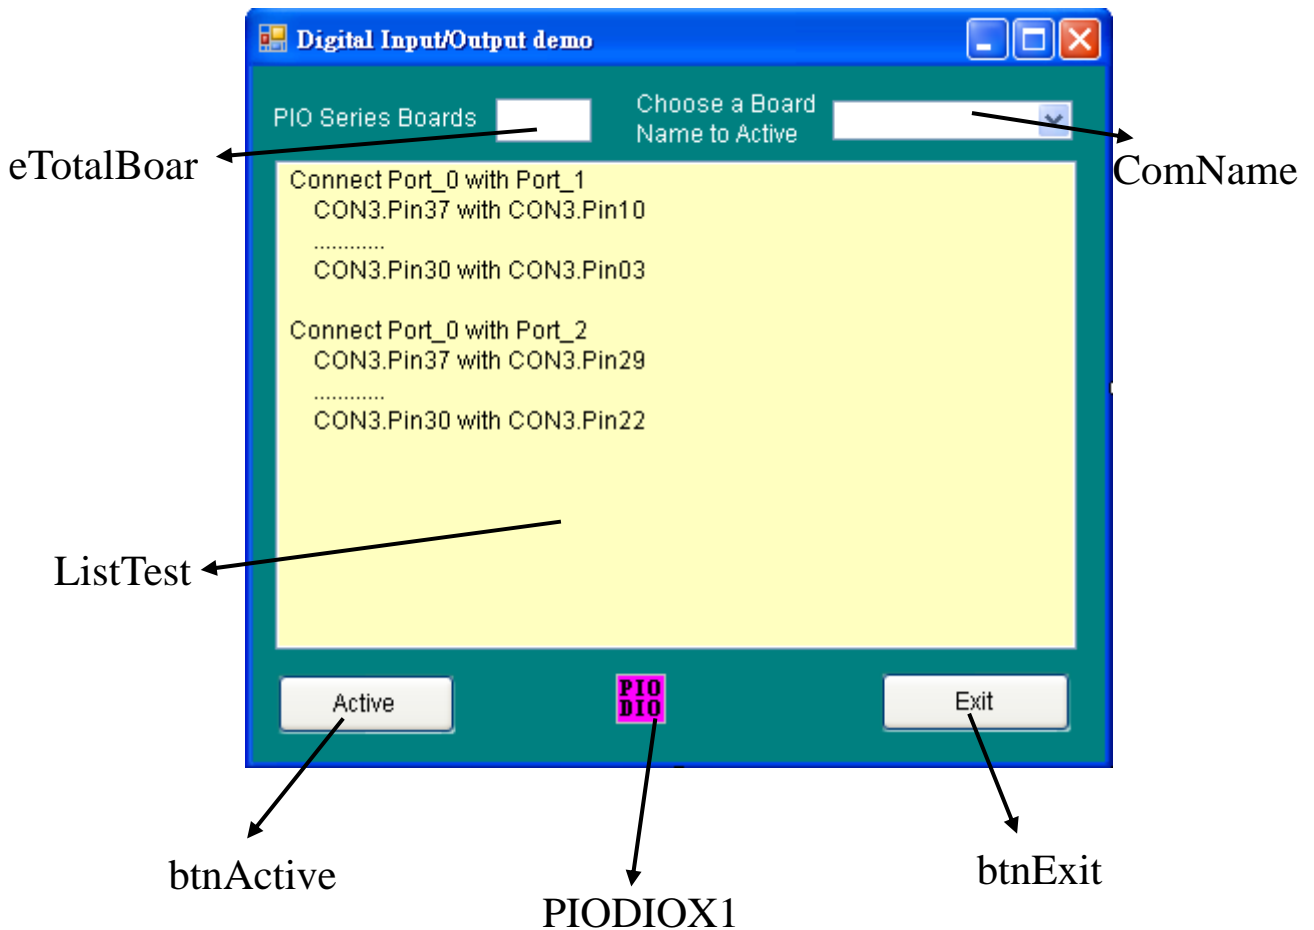 Digital Input/Output demo
PIO Series Boards
Choose a Board
Name to Active
eTotalBoar
ComName
Connect Port_0 with Port_1
CON3.Pin37 with CON3.Pin10
............
CON3.Pin30 with CON3.Pin03
Connect Port_0 with Port_2
CON3.Pin37 with CON3.Pin29
............
CON3.Pin30 with CON3.Pin22
ListTest
Active
PIO
DIO
Exit
btnActive
PIODIOX1
btnExit